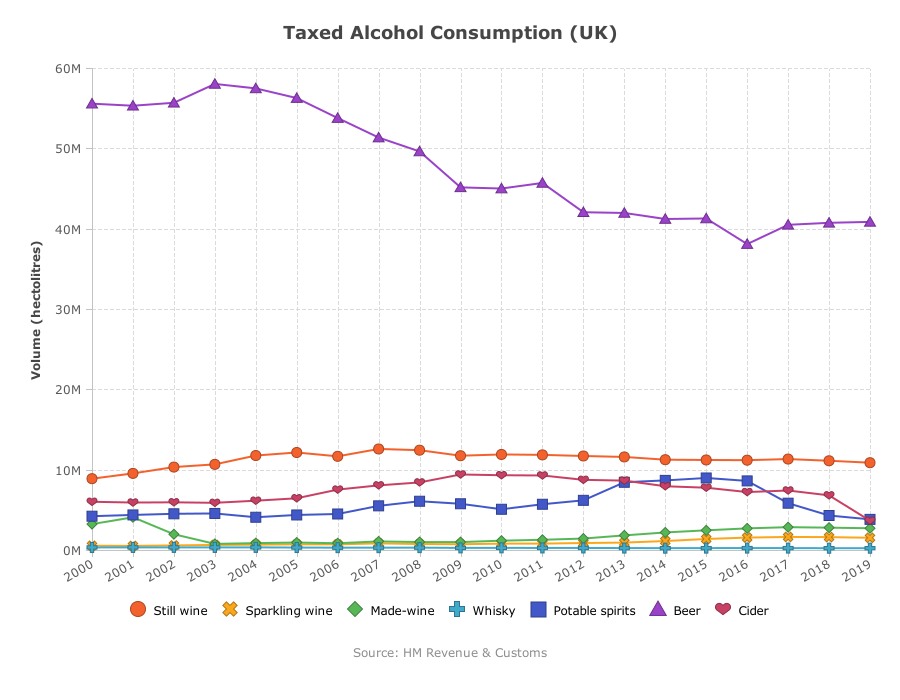 Taxed Alcohol Consumption (UK)
60M
50M
40M
30M
20M
10M
0M
Volume (hectolitres)
2000 2001 2002 2003 2004 2005 2006 2007 2008 2009 2010 2011 2012 2013 2014 2015 2016 2017 2018 2019
Still wine Sparkling wine Made-wine Whisky Potable spirits Beer Cider
Source: HM Revenue & Customs